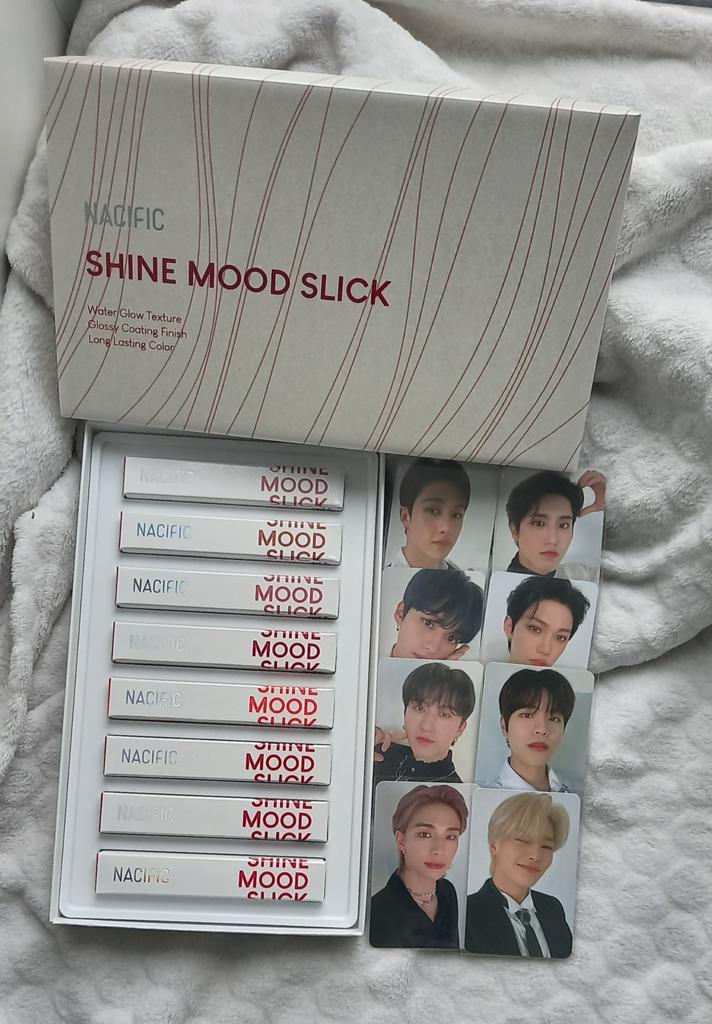 NACIFIC
SHINE MOOD SLICK
Water Glow Texture
Glossy Coating Finish
Long Lasting Color
NACIFIC
SHINE
MOOD
SLICK
NACIFIC
SHINE
MOOD
SLICK
NACIFIC
SHINE
MOOD
SLICK
NACIFIC
SHINE
MOOD
SLICK
NACIFIC
SHINE
MOOD
SLICK
NACIFIC
SHINE
MOOD
SLICK
NACIFIC
SHINE
MOOD
SLICK
NACIFIC
SHINE
MOOD
SLICK